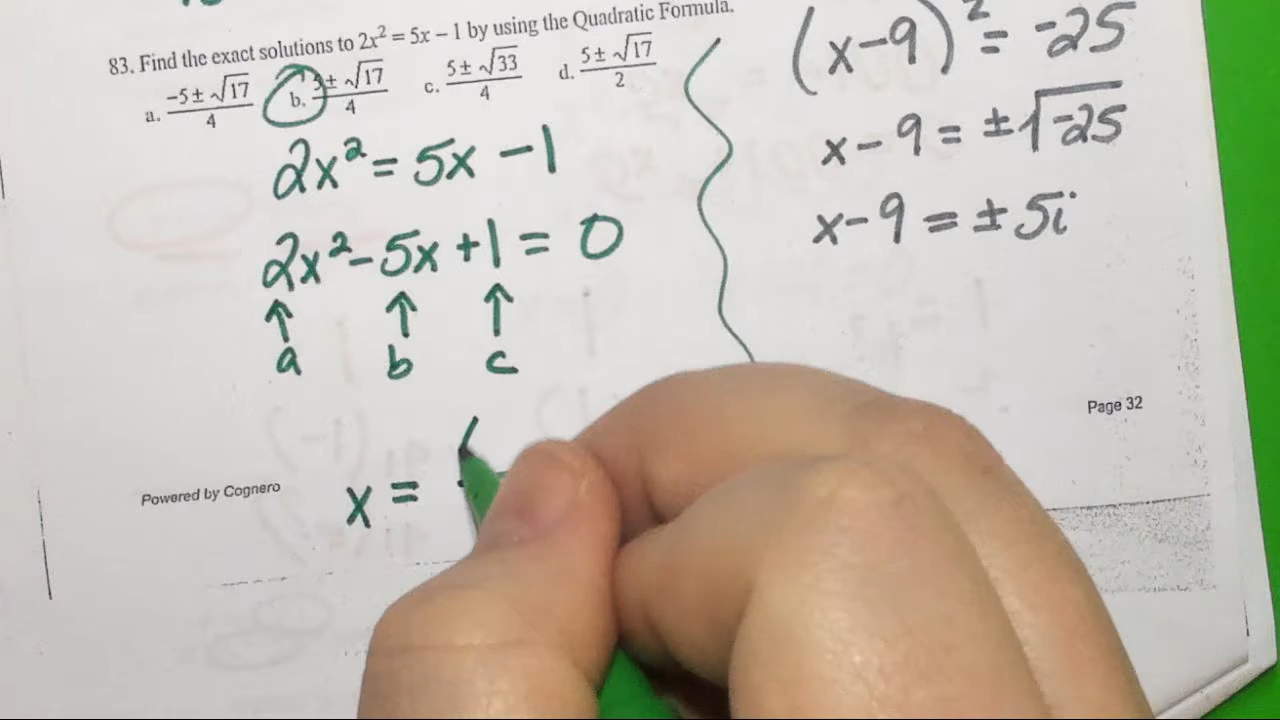 83. Find the exact solutions to 2x² = 5x – 1 by using the Quadratic Formula.
a. (-5 ± √17)/4 b. (5 ± √17)/4 c. (5 ± √33)/4 d. (5 ± √17)/2
2x² = 5x - 1
2x² - 5x + 1 = 0
↑ ↑ ↑
a b c
x =
Powered by Cognero
(x - 9)² = -25
x - 9 = ±√-25
x - 9 = ± 5i
Page 32